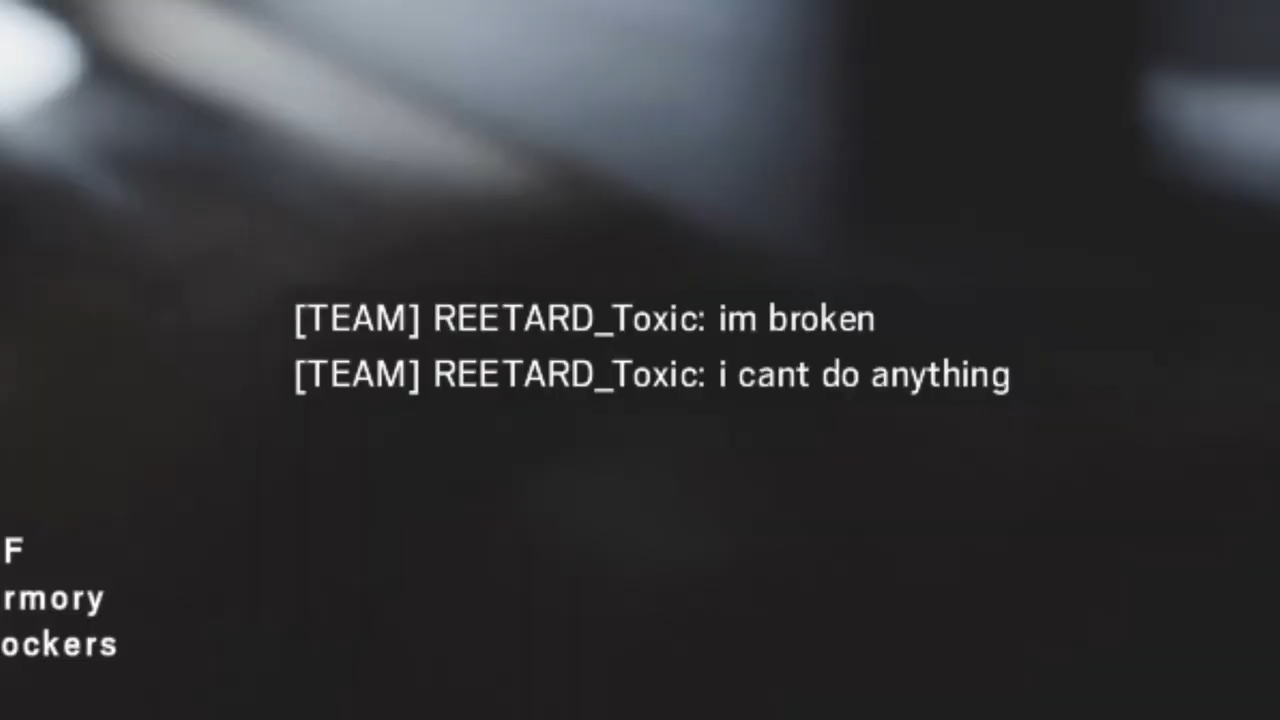 [TEAM] REETARD_Toxic: im broken
[TEAM] REETARD_Toxic: i cant do anything
F
rmory
ockers